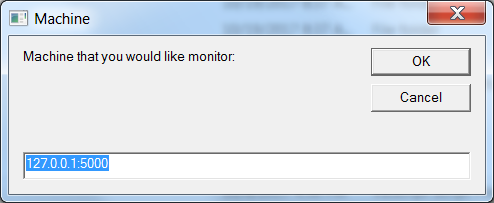 Machine
Machine that you would like monitor:
OK
Cancel
127.0.0.1:5000